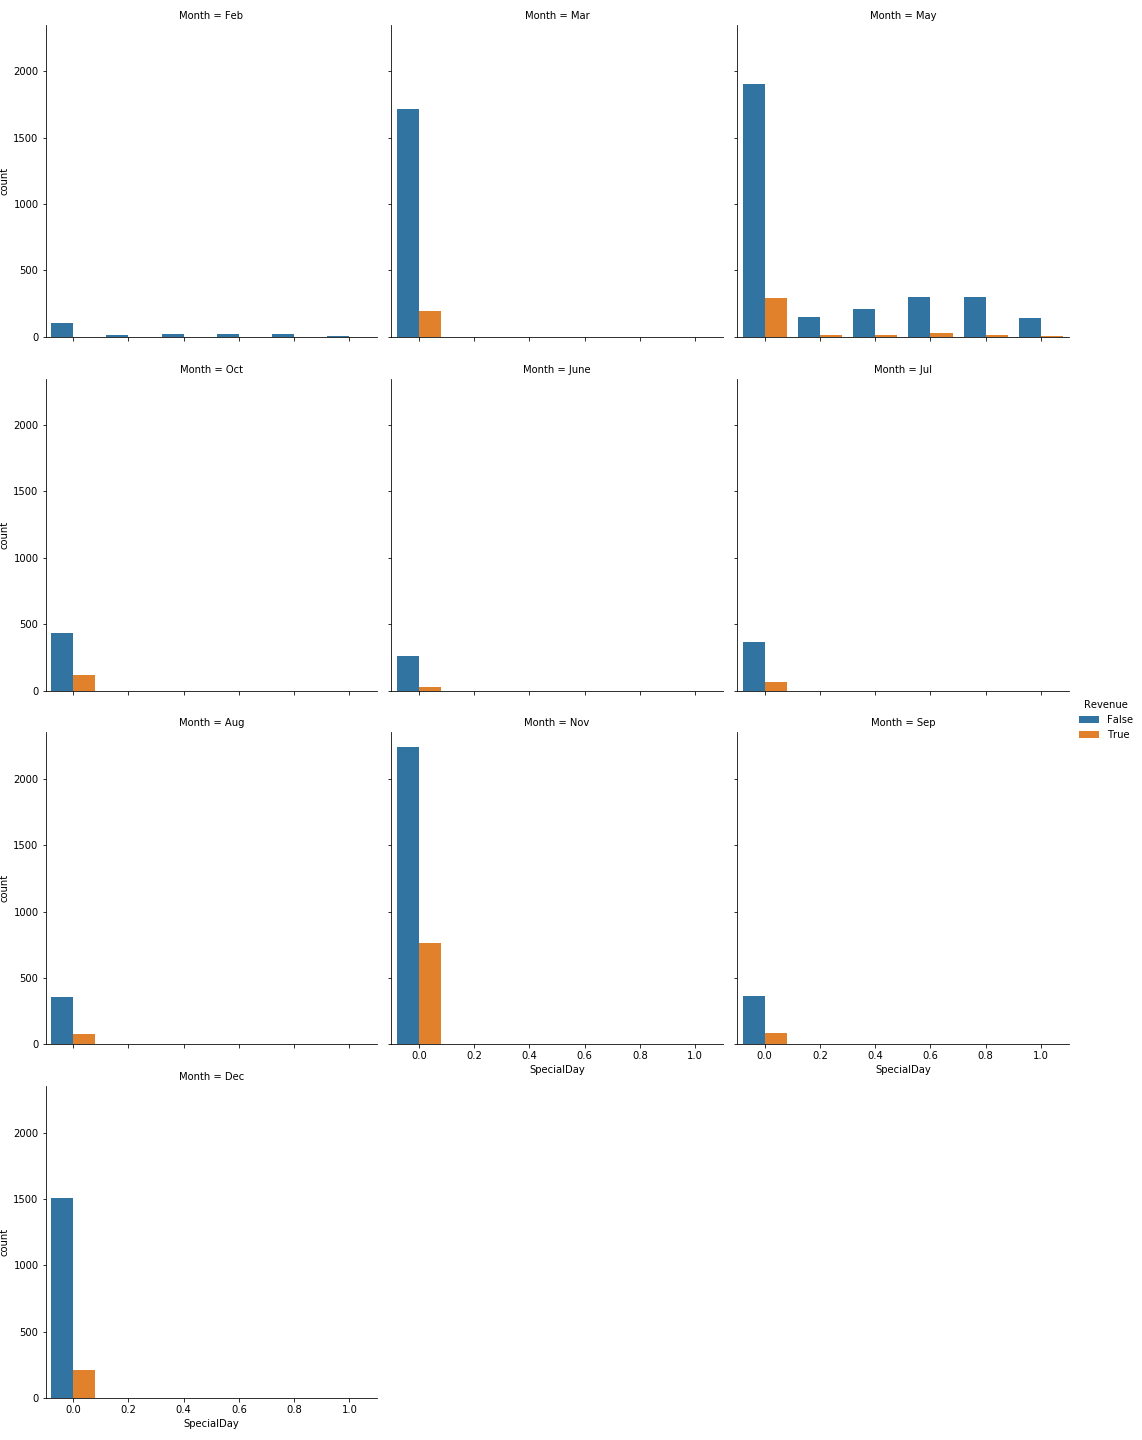 Month = Feb
Month = Mar
Month = May
2000
1500
1000
500
0
count
Month = Oct
Month = June
Month = Jul
2000
1500
1000
500
0
count
Revenue
False
True
Month = Aug
Month = Nov
Month = Sep
2000
1500
1000
500
0
count
0.0 0.2 0.4 0.6 0.8 1.0
SpecialDay
0.0 0.2 0.4 0.6 0.8 1.0
SpecialDay
Month = Dec
2000
1500
1000
500
0
count
0.0 0.2 0.4 0.6 0.8 1.0
SpecialDay